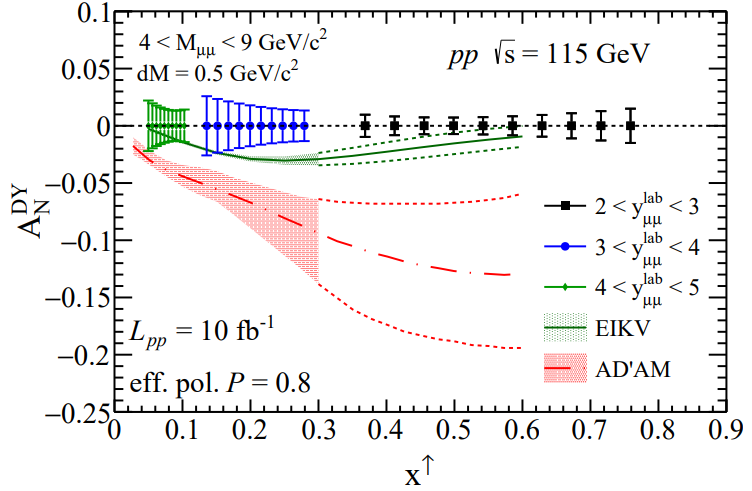 4 < Mμμ < 9 GeV/c²
dM = 0.5 GeV/c²
pp √s = 115 GeV
0.1
0.05
0
−0.05
−0.1
−0.15
−0.2
−0.25
A_N^DY
2 < y_μμ^lab < 3
3 < y_μμ^lab < 4
4 < y_μμ^lab < 5
EIKV
AD'AM
L_pp = 10 fb⁻¹
eff. pol. P = 0.8
0 0.1 0.2 0.3 0.4 0.5 0.6 0.7 0.8 0.9
x↑